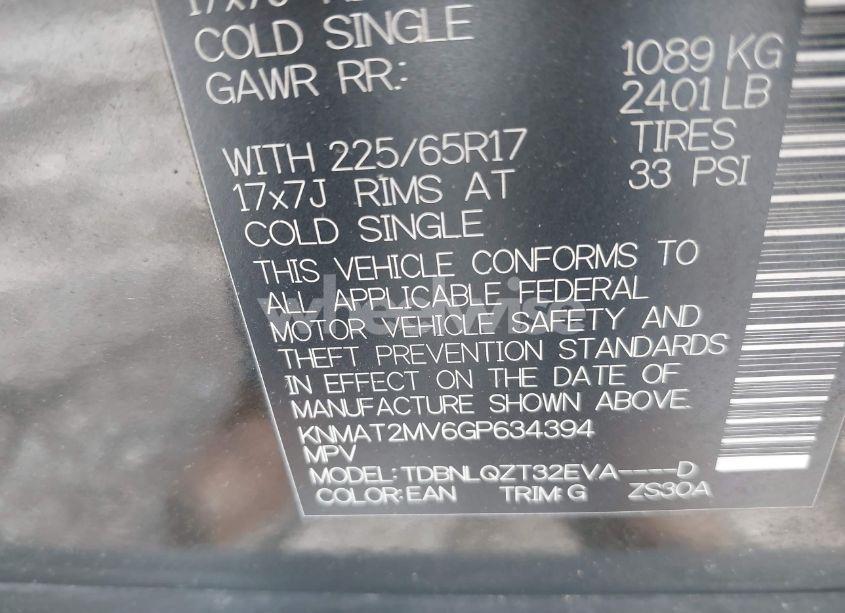 COLD SINGLE
GAWR RR: 1089 KG
2401 LB
WITH 225/65R17 TIRES
17x7J RIMS AT 33 PSI
COLD SINGLE
THIS VEHICLE CONFORMS TO
ALL APPLICABLE FEDERAL
MOTOR VEHICLE SAFETY AND
THEFT PREVENTION STANDARDS
IN EFFECT ON THE DATE OF
MANUFACTURE SHOWN ABOVE.
KNMAT2MV6GP634394
MPV
MODEL:TDBNLQZT32EVA----D
COLOR:EAN TRIM:G ZS30A